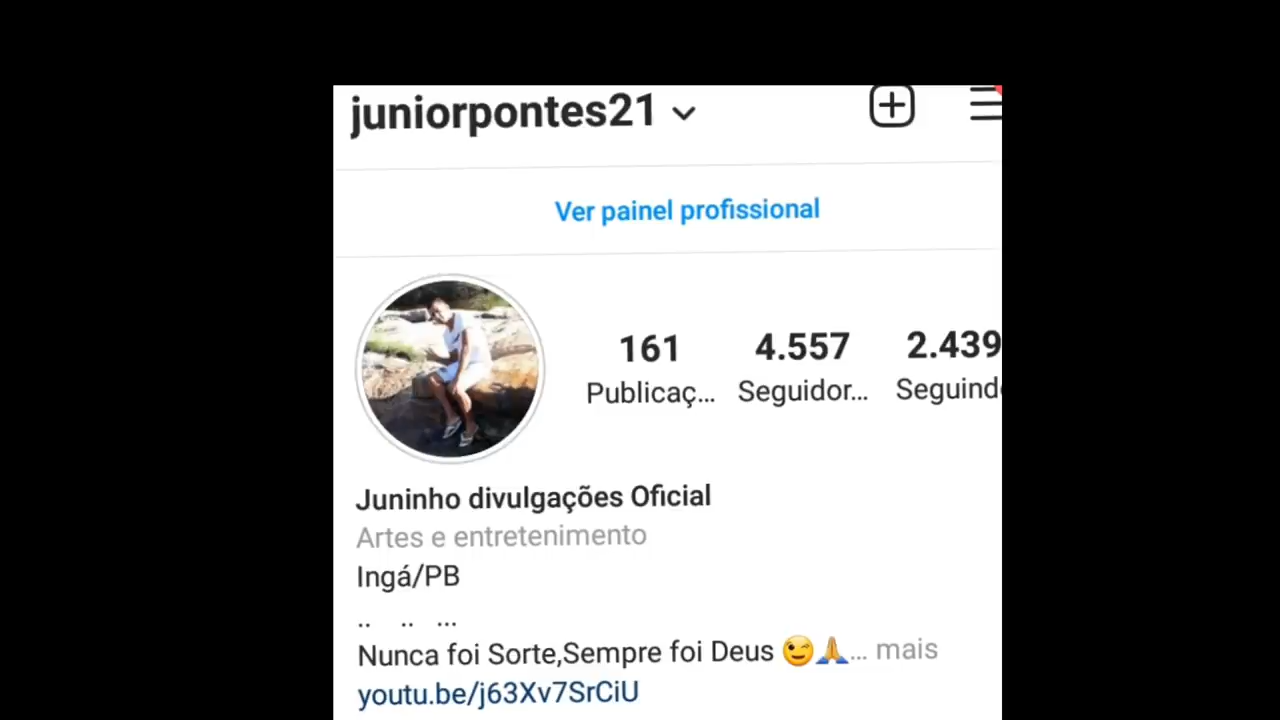 juniorpontes21
Ver painel profissional
161 4.557 2.439
Publicaç... Seguidor... Seguind
Juninho divulgações Oficial
Artes e entretenimento
Ingá/PB
.. .. ...
Nunca foi Sorte,Sempre foi Deus 😉🙏... mais
youtu.be/j63Xv7SrCiU